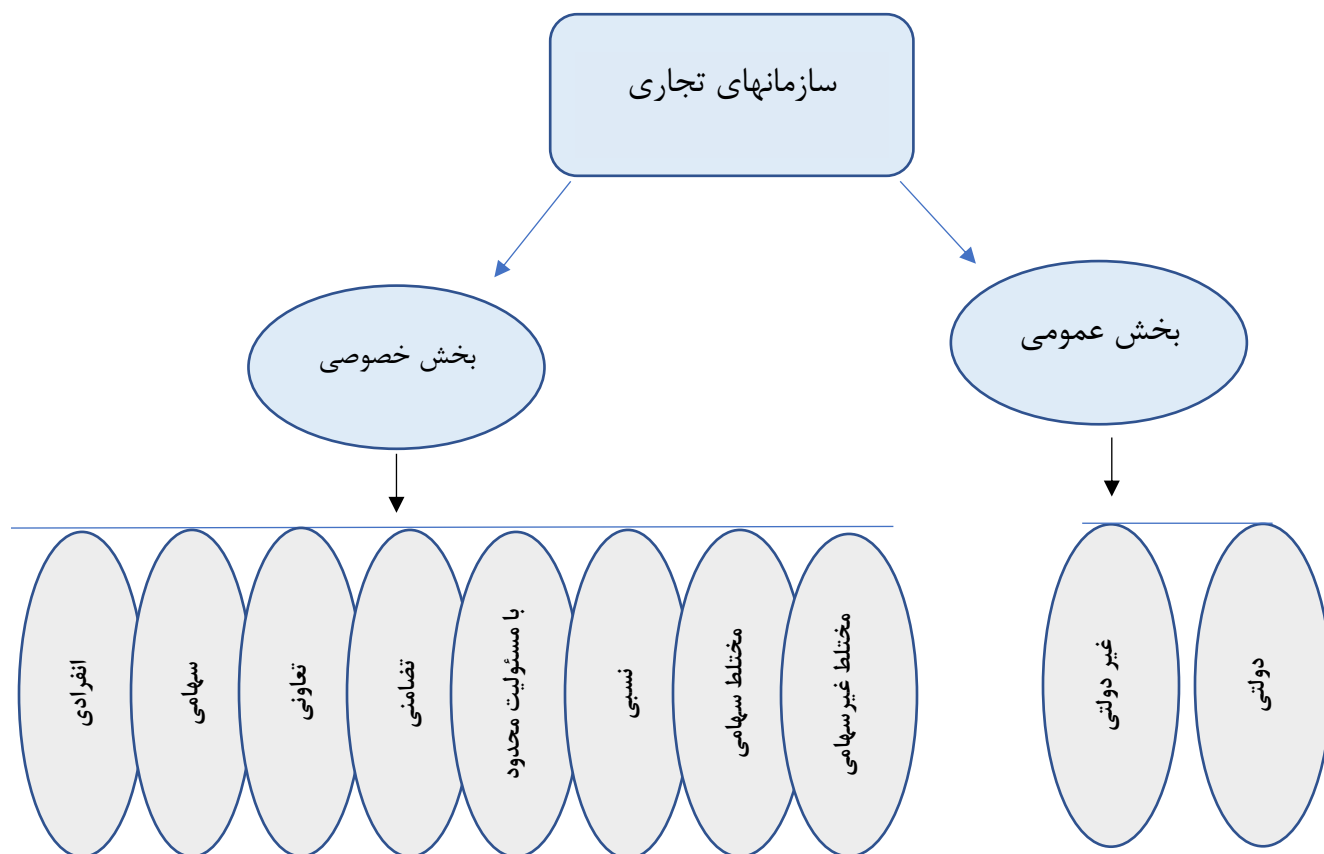 سازمانهای تجاری
بخش عمومی
بخش خصوصی
دولتی
غیر دولتی
مختلط غیرسهامی
مختلط سهامی
نسبی
با مسئولیت محدود
تضامنی
تعاونی
سهامی
انفرادی